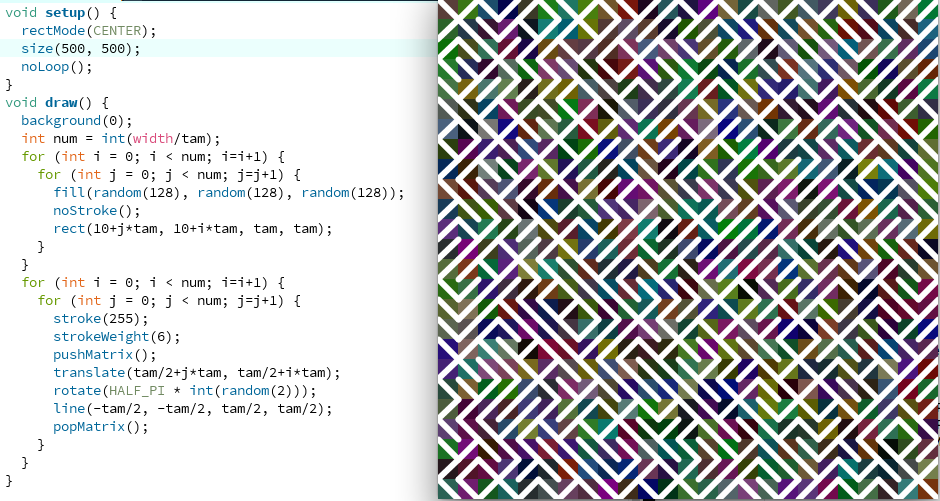 void setup() {
  rectMode(CENTER);
  size(500, 500);
  noLoop();
}
void draw() {
  background(0);
  int num = int(width/tam);
  for (int i = 0; i < num; i=i+1) {
    for (int j = 0; j < num; j=j+1) {
      fill(random(128), random(128), random(128));
      noStroke();
      rect(10+j*tam, 10+i*tam, tam, tam);
    }
  }
  for (int i = 0; i < num; i=i+1) {
    for (int j = 0; j < num; j=j+1) {
      stroke(255);
      strokeWeight(6);
      pushMatrix();
      translate(tam/2+j*tam, tam/2+i*tam);
      rotate(HALF_PI * int(random(2)));
      line(-tam/2, -tam/2, tam/2, tam/2);
      popMatrix();
    }
  }
}